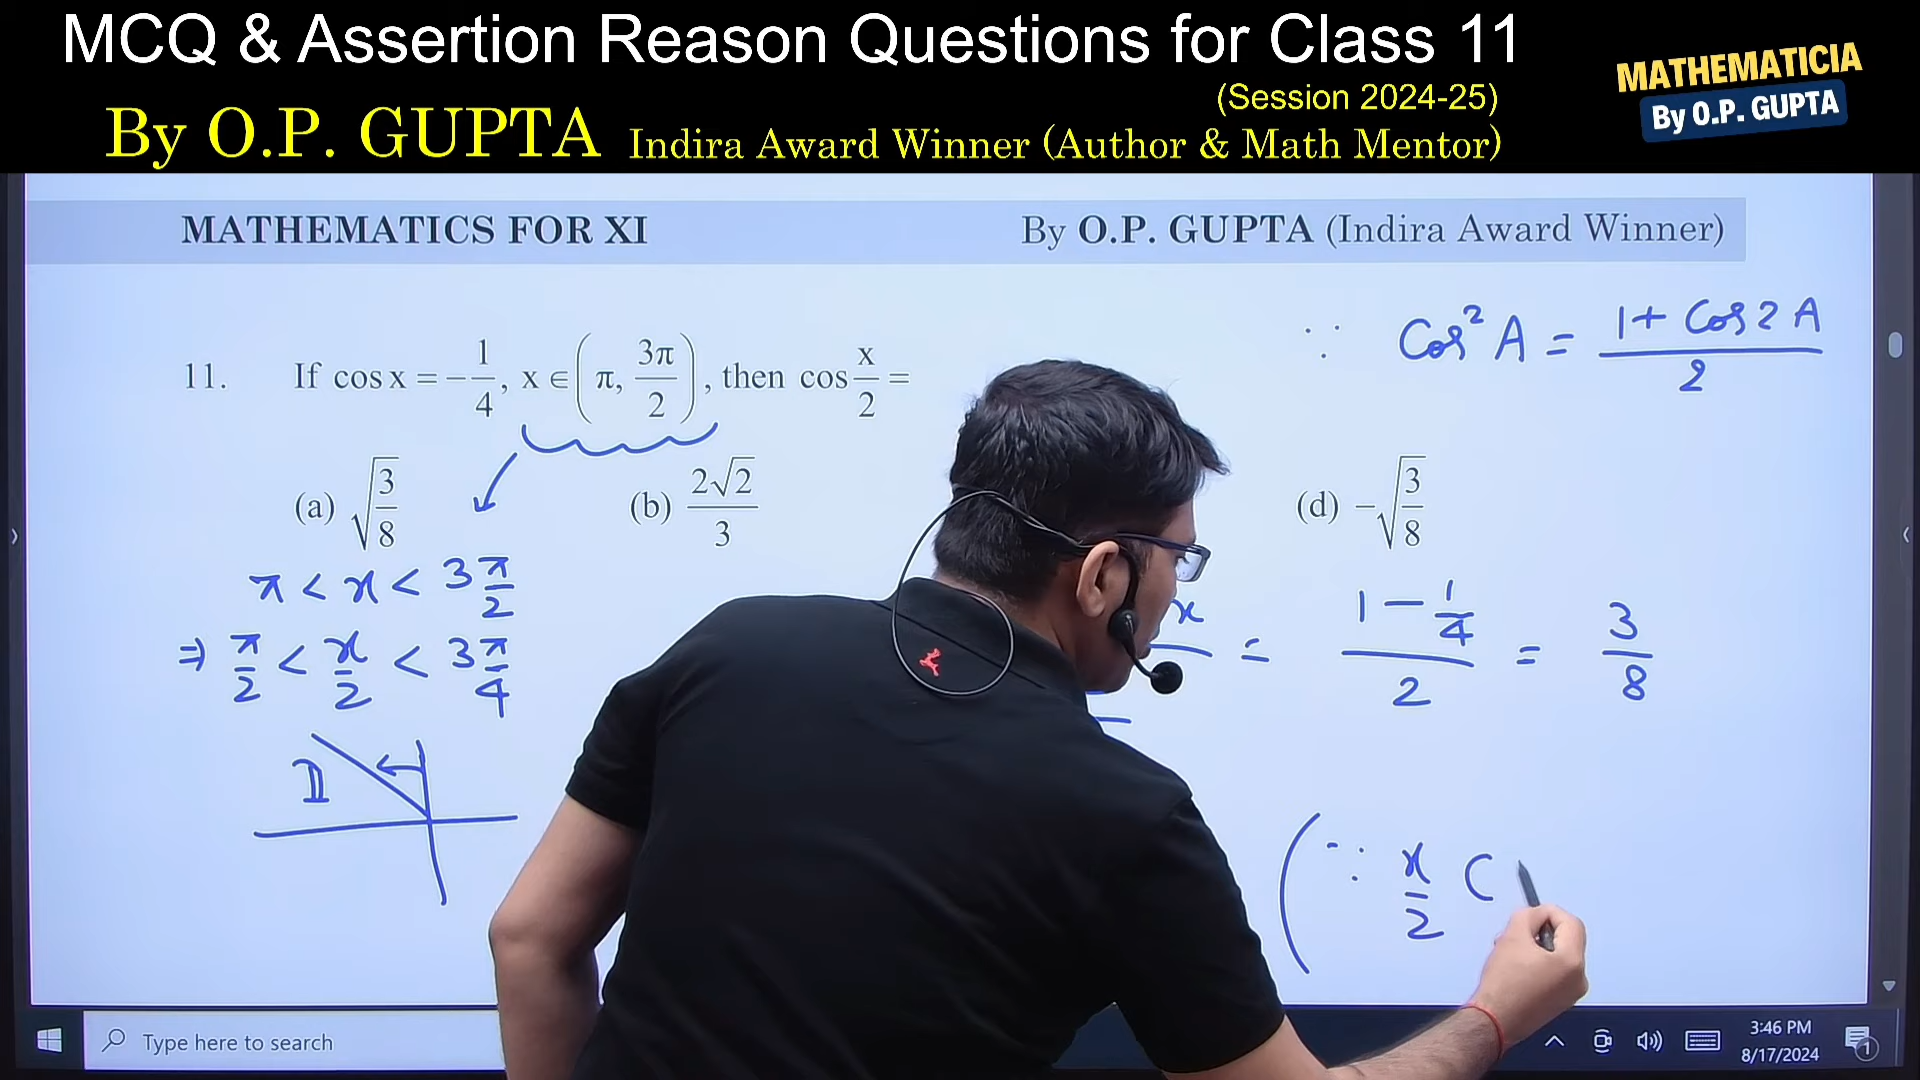 MCQ & Assertion Reason Questions for Class 11
(Session 2024-25)
By O.P. GUPTA Indira Award Winner (Author & Math Mentor)
MATHEMATICIA
By O.P. GUPTA
MATHEMATICS FOR XI By O.P. GUPTA (Indira Award Winner)
∵ Cos² A = (1 + Cos 2A)/2
11. If cos x = −1/4, x ∈ (π, 3π/2), then cos x/2 =
(a) √(3/8) (b) 2√2/3 (d) −√(3/8)
π < x < 3π/2
⇒ π/2 < x/2 < 3π/4
x = (1 − 1/4)/2 = 3/8
II
(∵ x/2 ∈
Type here to search
3:46 PM
8/17/2024
1